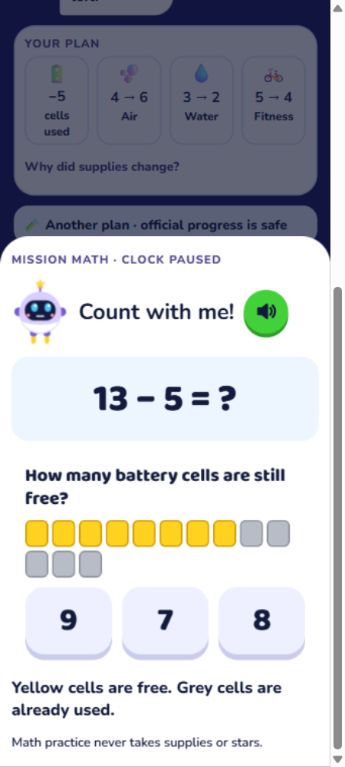 YOUR PLAN
−5
cells
used
4 → 6
Air
3 → 2
Water
5 → 4
Fitness
Why did supplies change?
Another plan · official progress is safe
MISSION MATH · CLOCK PAUSED
Count with me!
13 − 5 = ?
How many battery cells are still
free?
9
7
8
Yellow cells are free. Grey cells are
already used.
Math practice never takes supplies or stars.